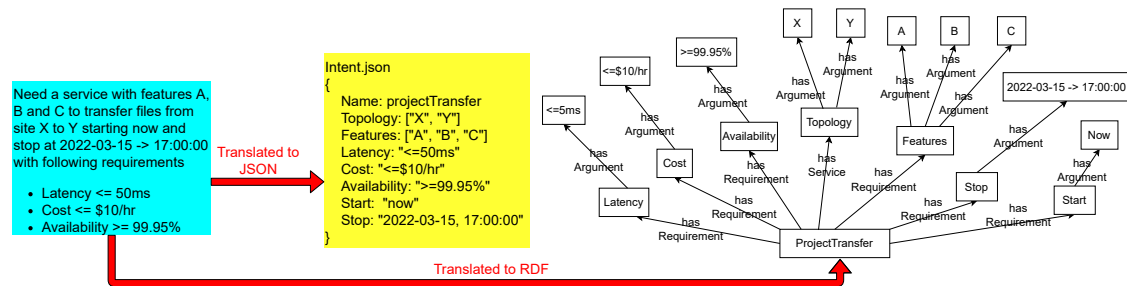 Need a service with features A,
B and C to transfer files from
site X to Y starting now and
stop at 2022-03-15 -> 17:00:00
with following requirements
• Latency <= 50ms
• Cost <= $10/hr
• Availability >= 99.95%
Translated to
JSON
Intent.json
{
Name: projectTransfer
Topology: ["X", "Y"]
Features: ["A", "B", "C"]
Latency: "<=50ms"
Cost: "<=$10/hr"
Availability: ">=99.95%"
Start: "now"
Stop: "2022-03-15, 17:00:00"
}
Translated to RDF
X
Y
A
B
C
>=99.95%
<=$10/hr
<=5ms
2022-03-15 -> 17:00:00
Now
has
Argument
has
Argument
has
Argument
has
Argument
has
Argument
has
Argument
has
Argument
has
Argument
has
Argument
has
Argument
Latency
Cost
Availability
Topology
Features
Stop
Start
has
Requirement
has
Requirement
has
Requirement
has
Service
has
Requirement
has
Requirement
has
Requirement
ProjectTransfer